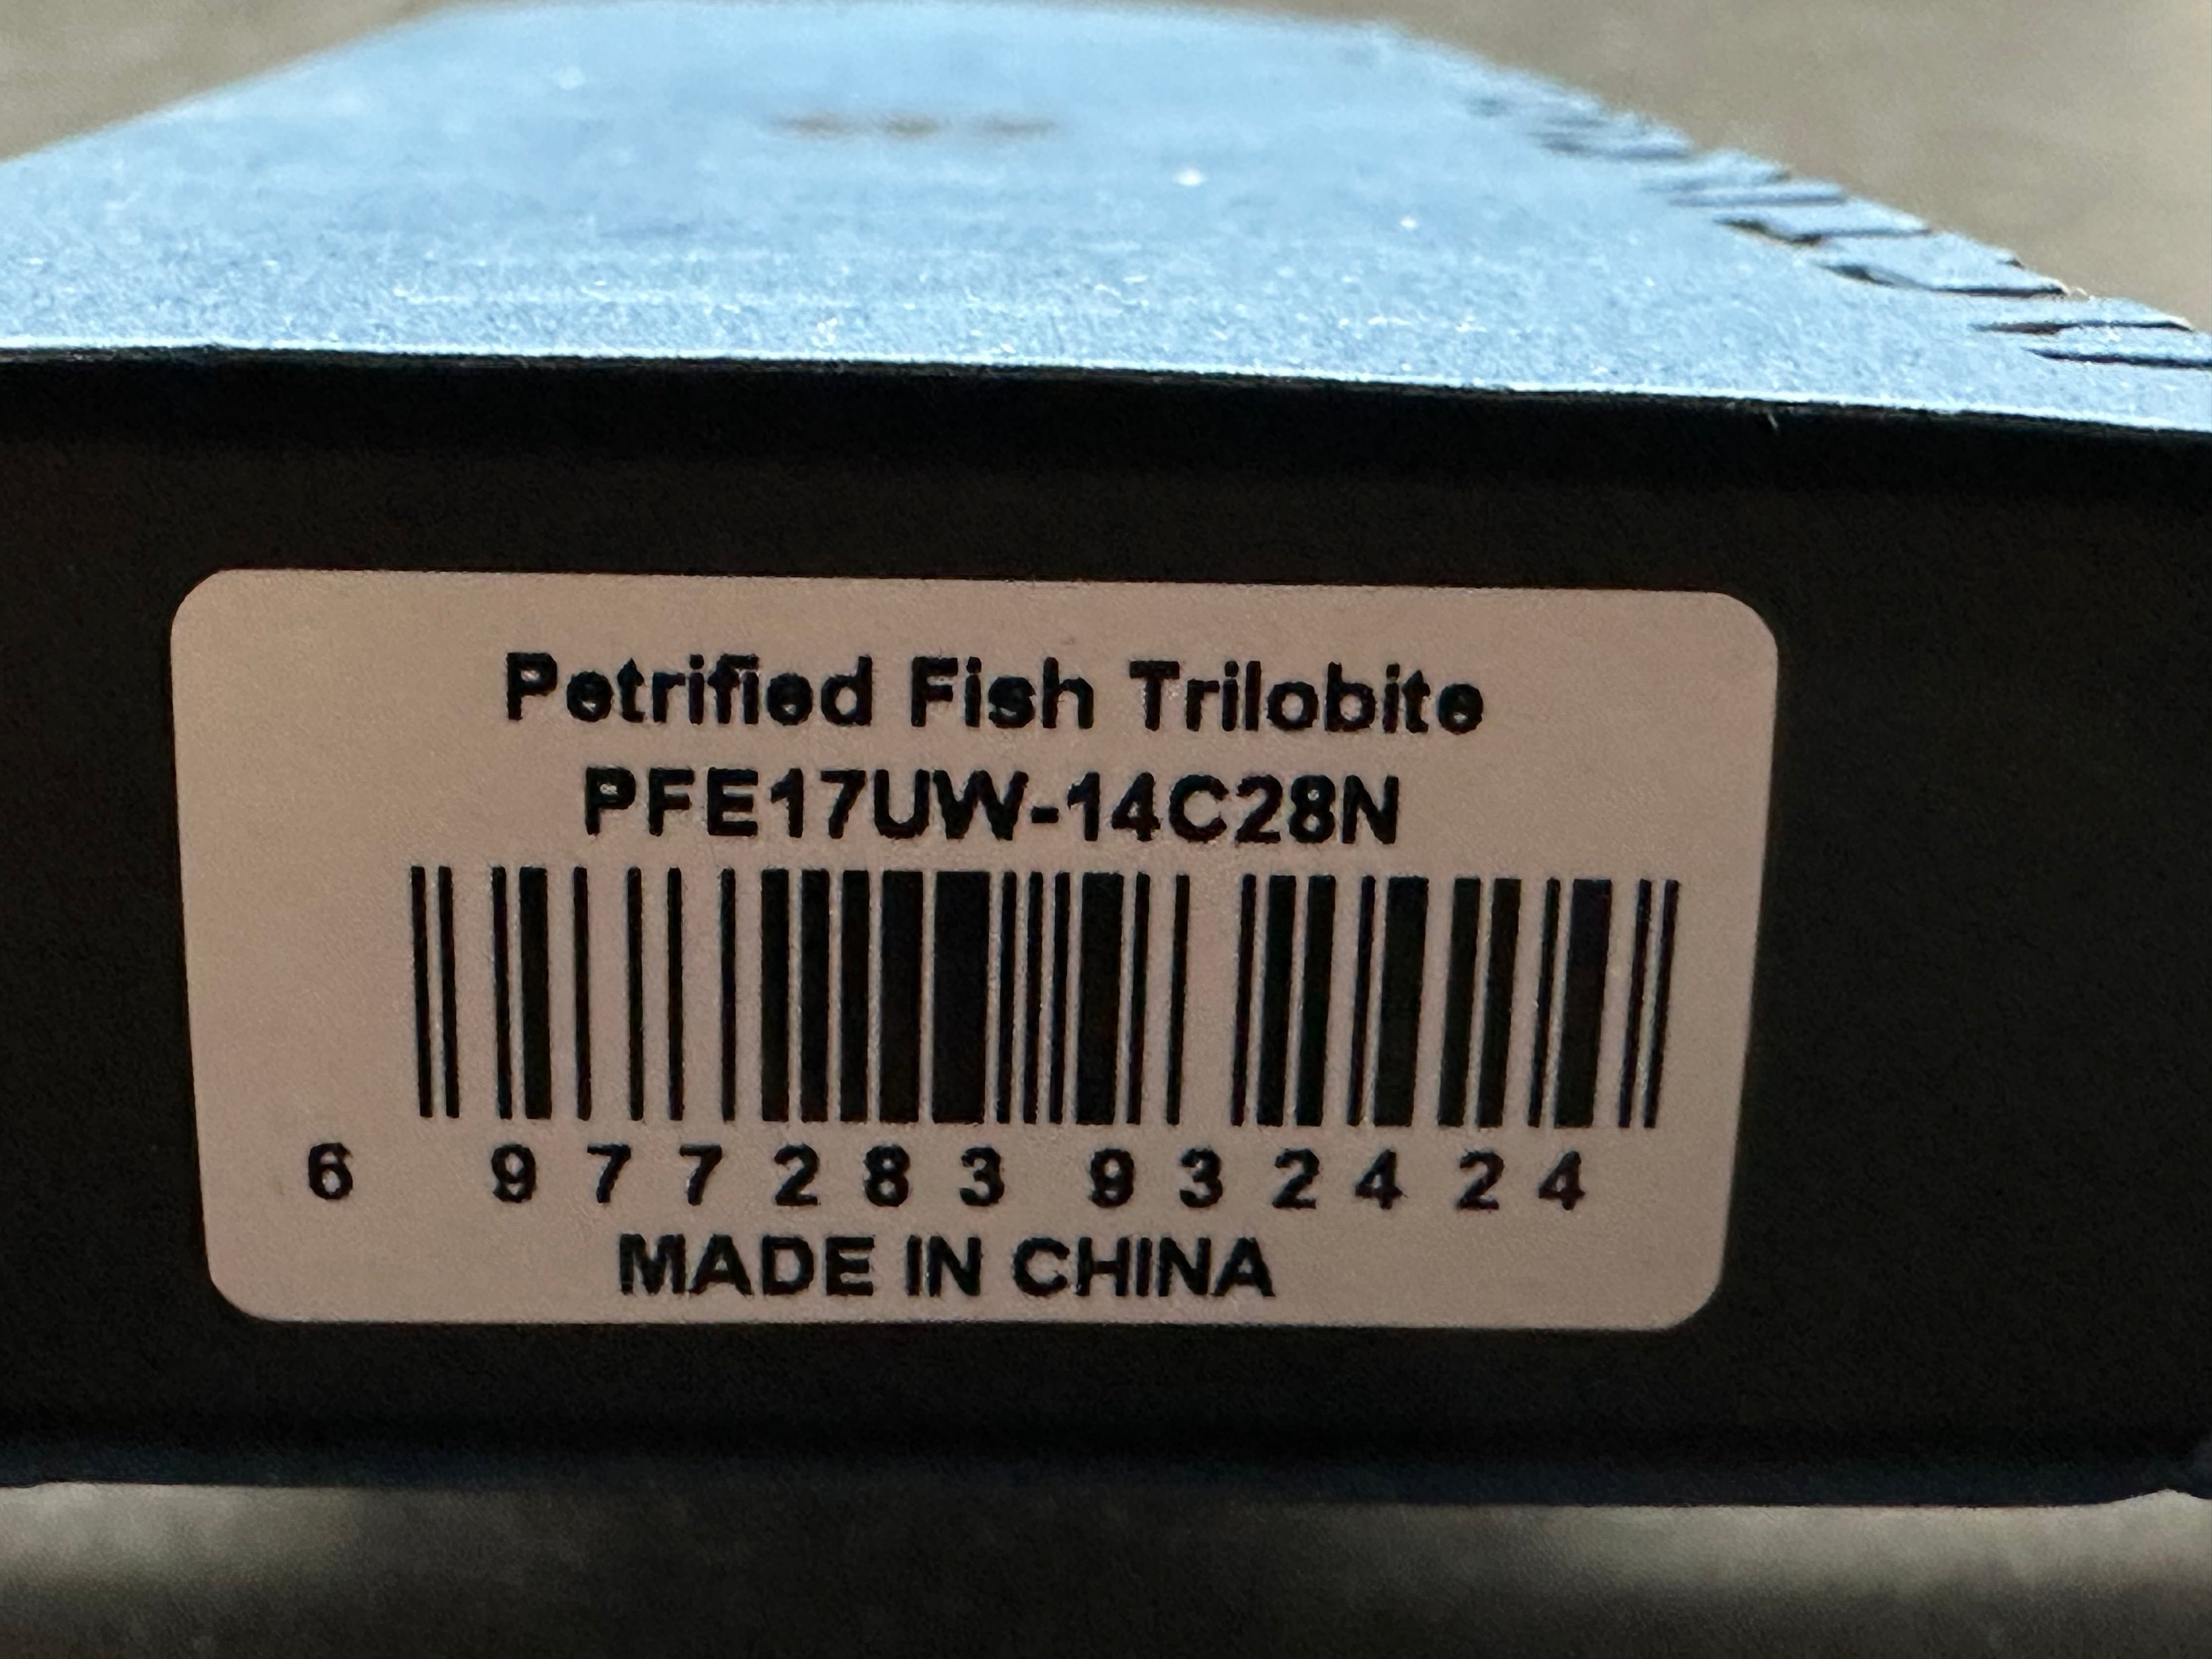 Petrified Fish Trilobite
PFE17UW-14C28N
6 977283 932424
MADE IN CHINA